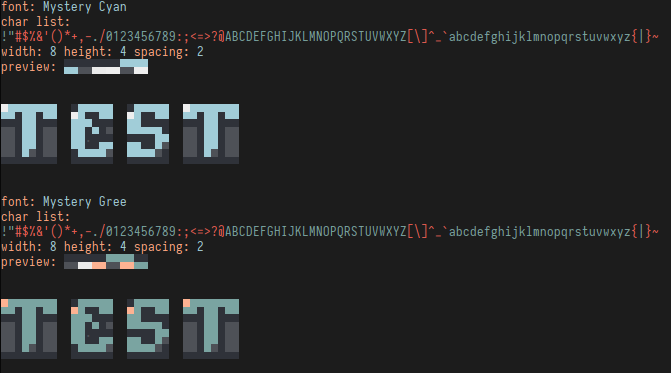 font: Mystery Cyan
char list:
!"#$%&'()*+,-./0123456789:;<=>?@ABCDEFGHIJKLMNOPQRSTUVWXYZ[\]^_`abcdefghijklmnopqrstuvwxyz{|}~
width: 8 height: 4 spacing: 2
preview:
TEST
font: Mystery Gree
char list:
!"#$%&'()*+,-./0123456789:;<=>?@ABCDEFGHIJKLMNOPQRSTUVWXYZ[\]^_`abcdefghijklmnopqrstuvwxyz{|}~
width: 8 height: 4 spacing: 2
preview:
TEST